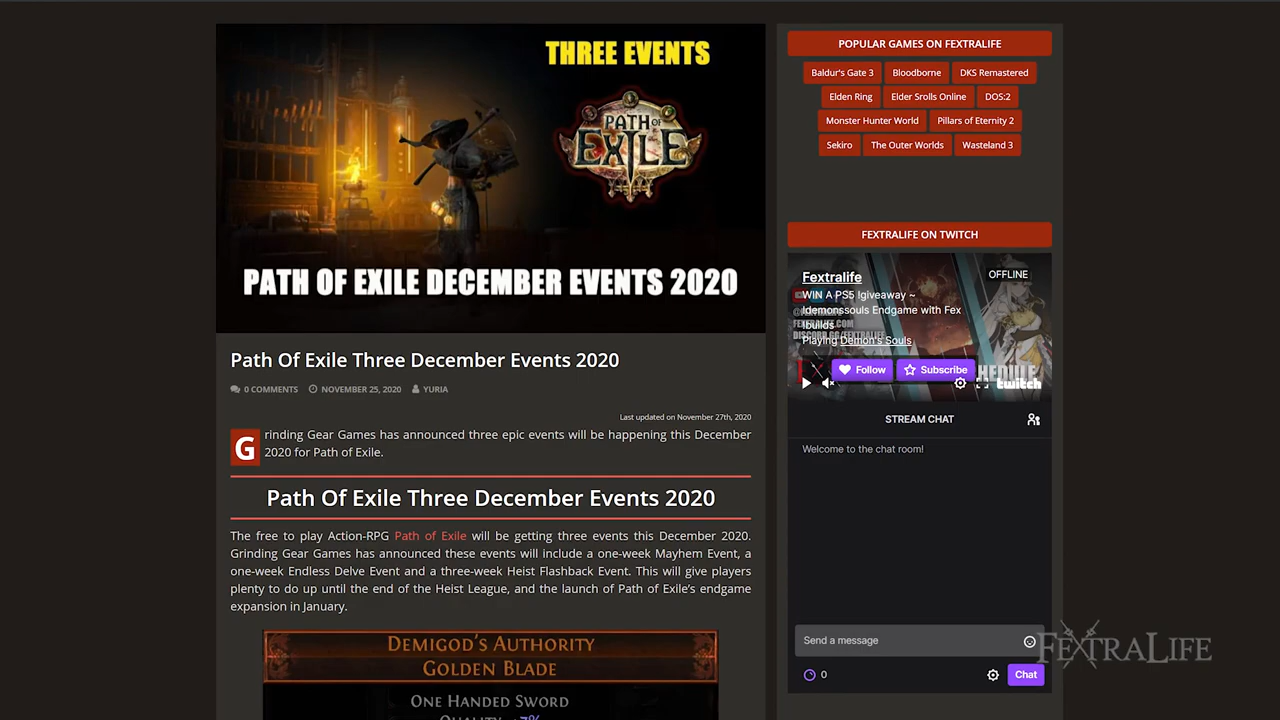 THREE EVENTS
PATH OF
EXILE
PATH OF EXILE DECEMBER EVENTS 2020
Path Of Exile Three December Events 2020
0 COMMENTS NOVEMBER 25, 2020 YURIA
Last updated on November 27th, 2020
Grinding Gear Games has announced three epic events will be happening this December
2020 for Path of Exile.
Path Of Exile Three December Events 2020
The free to play Action-RPG Path of Exile will be getting three events this December 2020.
Grinding Gear Games has announced these events will include a one-week Mayhem Event, a
one-week Endless Delve Event and a three-week Heist Flashback Event. This will give players
plenty to do up until the end of the Heist League, and the launch of Path of Exile's endgame
expansion in January.
DEMIGOD'S AUTHORITY
GOLDEN BLADE
ONE HANDED SWORD
POPULAR GAMES ON FEXTRALIFE
Baldur's Gate 3 Bloodborne DKS Remastered
Elden Ring Elder Srolls Online DOS:2
Monster Hunter World Pillars of Eternity 2
Sekiro The Outer Worlds Wasteland 3
FEXTRALIFE ON TWITCH
Fextralife OFFLINE
WIN A PS5 !giveaway ~
!demonssouls Endgame with Fex
!builds
FEXTRALIFE.COM
DISCORD.GG/FEXTRALIFE
Playing Demon's Souls
Follow Subscribe
twitch
STREAM CHAT
Welcome to the chat room!
Send a message
0 Chat
FEXTRALIFE